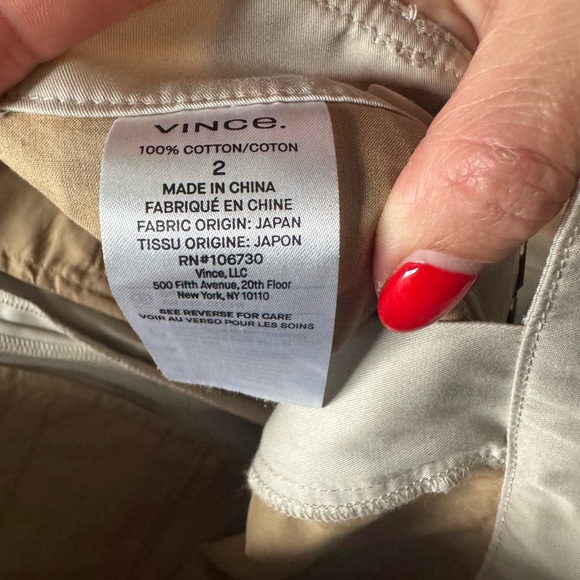 VINCe.
100% COTTON/COTON
2
MADE IN CHINA
FABRIQUÉ EN CHINE
FABRIC ORIGIN: JAPAN
TISSU ORIGINE: JAPON
RN#106730
Vince, LLC
500 Fifth Avenue, 20th Floor
New York, NY 10110
SEE REVERSE FOR CARE
VOIR AU VERSO POUR LES SOINS